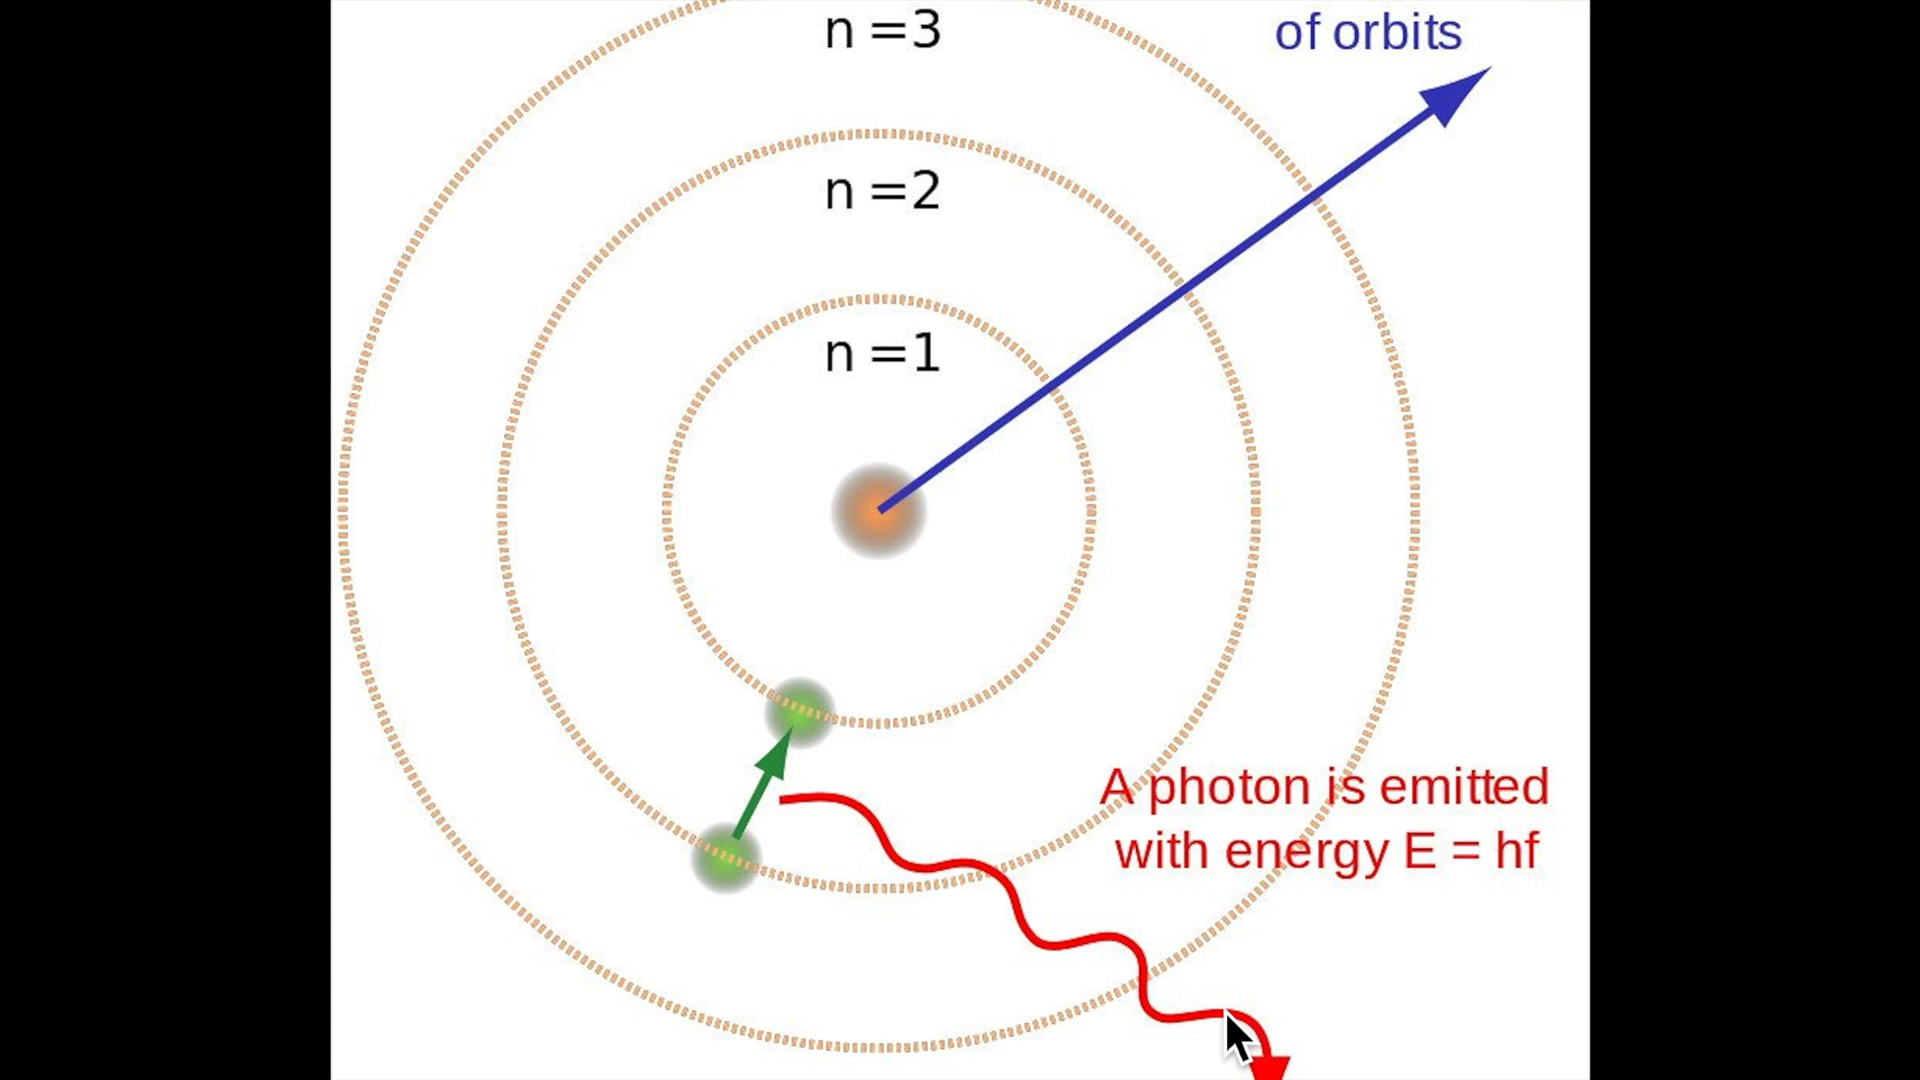 n =3
of orbits
n =2
n =1
A photon is emitted
with energy E = hf